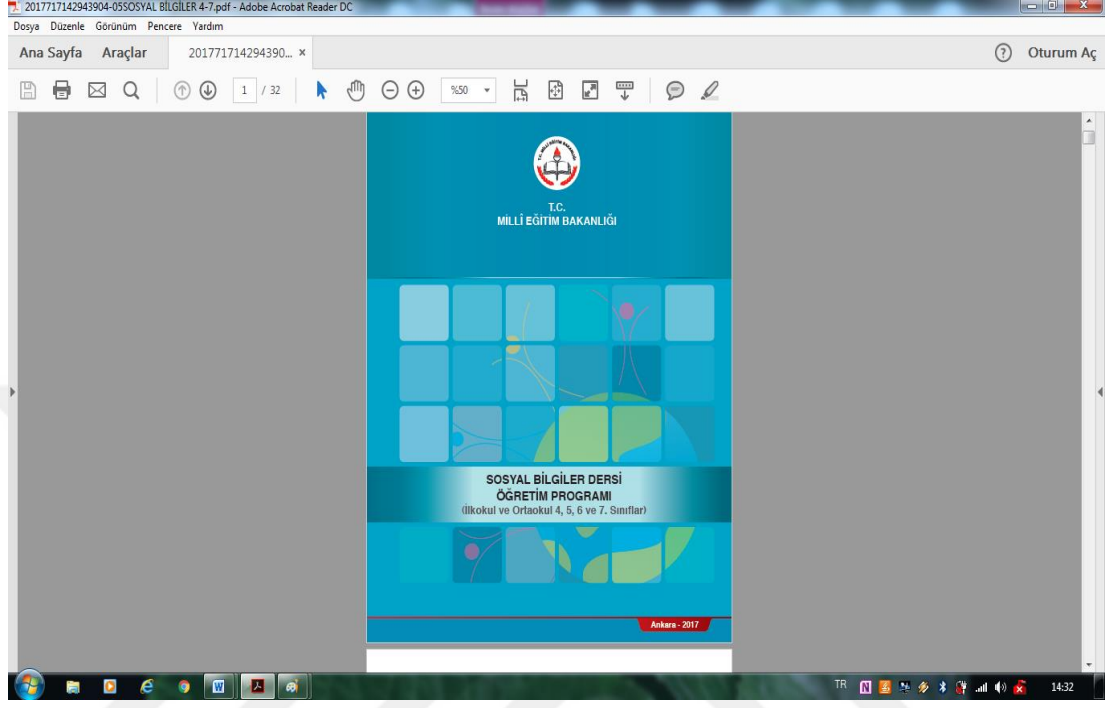 2017717142943904-05SOSYAL BİLGİLER 4-7.pdf - Adobe Acrobat Reader DC
Dosya Düzenle Görünüm Pencere Yardım
Ana Sayfa Araçlar 201771714294390... × Oturum Aç
1 / 32 %50
T.C.
MİLLÎ EĞİTİM BAKANLIĞI
SOSYAL BİLGİLER DERSİ
ÖĞRETİM PROGRAMI
(İlkokul ve Ortaokul 4, 5, 6 ve 7. Sınıflar)
Ankara - 2017
TR 14:32